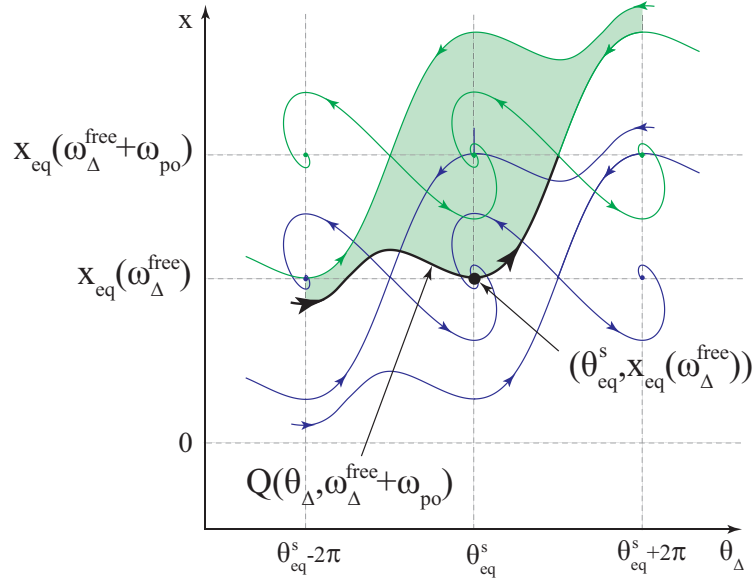 x
x_eq(ω_Δ^free+ω_po)
x_eq(ω_Δ^free)
(θ_eq^s,x_eq(ω_Δ^free))
0
Q(θ_Δ,ω_Δ^free+ω_po)
θ_eq^s-2π
θ_eq^s
θ_eq^s+2π
θ_Δ